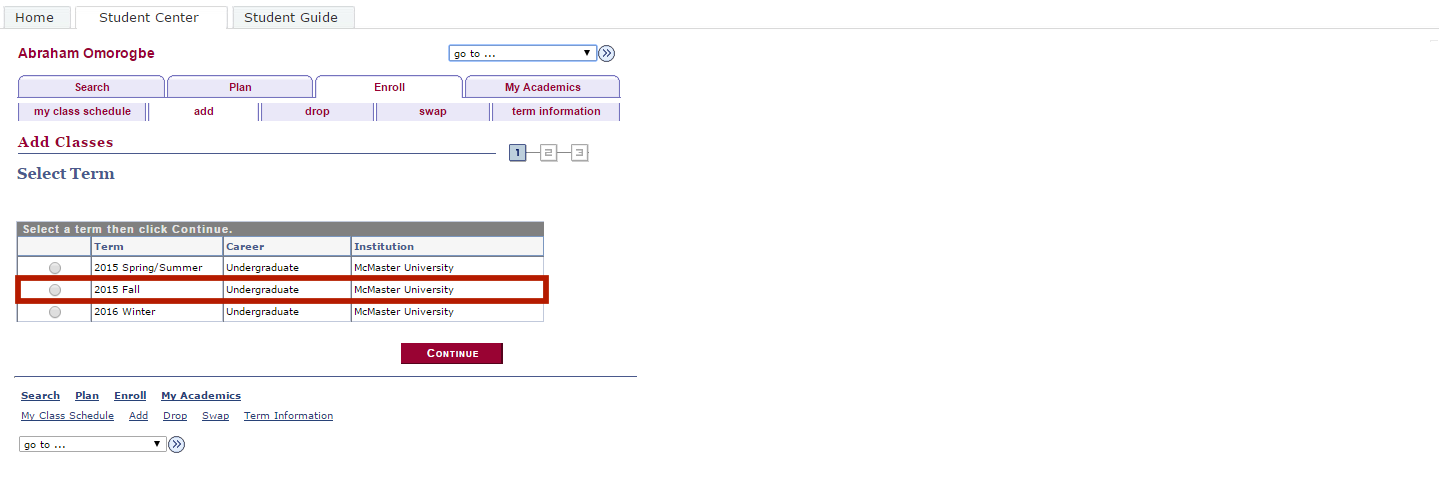 Home Student Center Student Guide
Abraham Omorogbe go to ...
Search Plan Enroll My Academics
my class schedule add drop swap term information
Add Classes
1 2 3
Select Term
Select a term then click Continue.
Term Career Institution
2015 Spring/Summer Undergraduate McMaster University
2015 Fall Undergraduate McMaster University
2016 Winter Undergraduate McMaster University
CONTINUE
Search Plan Enroll My Academics
My Class Schedule Add Drop Swap Term Information
go to ...